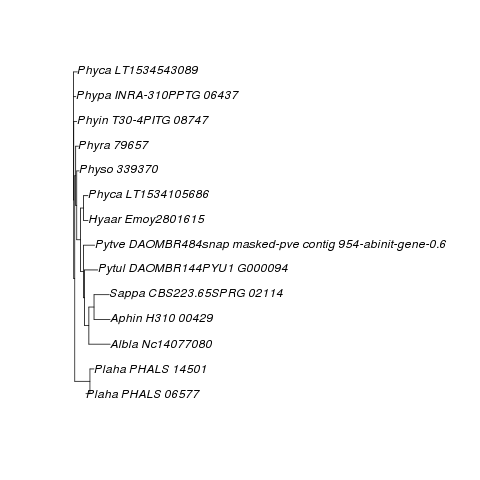 Phyca LT1534543089
Phypa INRA-310PPTG 06437
Phyin T30-4PITG 08747
Phyra 79657
Physo 339370
Phyca LT1534105686
Hyaar Emoy2801615
Pytve DAOMBR484snap masked-pve contig 954-abinit-gene-0.6
Pytul DAOMBR144PYU1 G000094
Sappa CBS223.65SPRG 02114
Aphin H310 00429
Albla Nc14077080
Plaha PHALS 14501
Plaha PHALS 06577